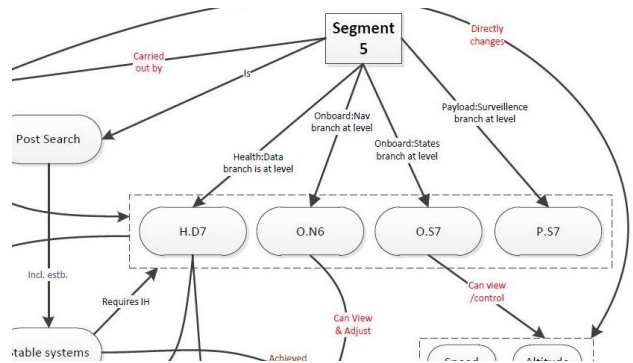 Segment
5
Directly
changes
Carried
out by
Is
Payload:Surveillence
branch at level
Onboard:Nav
branch at level
Post Search
Onboard:States
branch at level
Health:Data
branch is at level
H.D7
O.N6
O.S7
P.S7
Incl. estb.
Requires IH
Can view
/control
Can View
& Adjust
stable systems
Achieved
Speed
Altitude